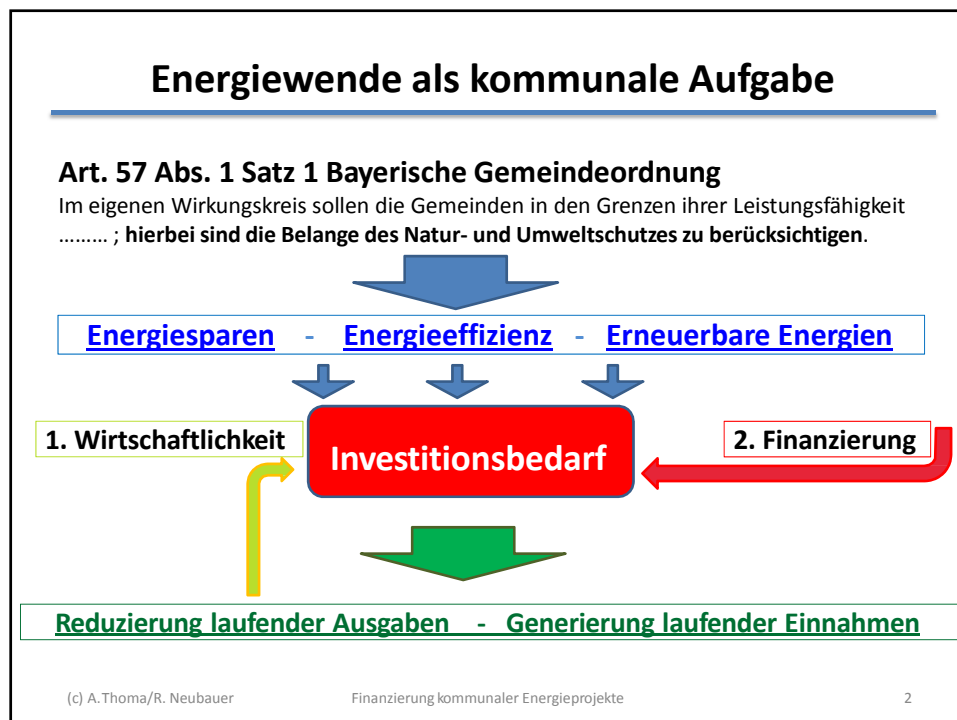 Energiewende als kommunale Aufgabe
Art. 57 Abs. 1 Satz 1 Bayerische Gemeindeordnung
Im eigenen Wirkungskreis sollen die Gemeinden in den Grenzen ihrer Leistungsfähigkeit
……… ; hierbei sind die Belange des Natur- und Umweltschutzes zu berücksichtigen.
Energiesparen - Energieeffizienz - Erneuerbare Energien
1. Wirtschaftlichkeit
Investitionsbedarf
2. Finanzierung
Reduzierung laufender Ausgaben - Generierung laufender Einnahmen
(c) A.Thoma/R. Neubauer Finanzierung kommunaler Energieprojekte 2